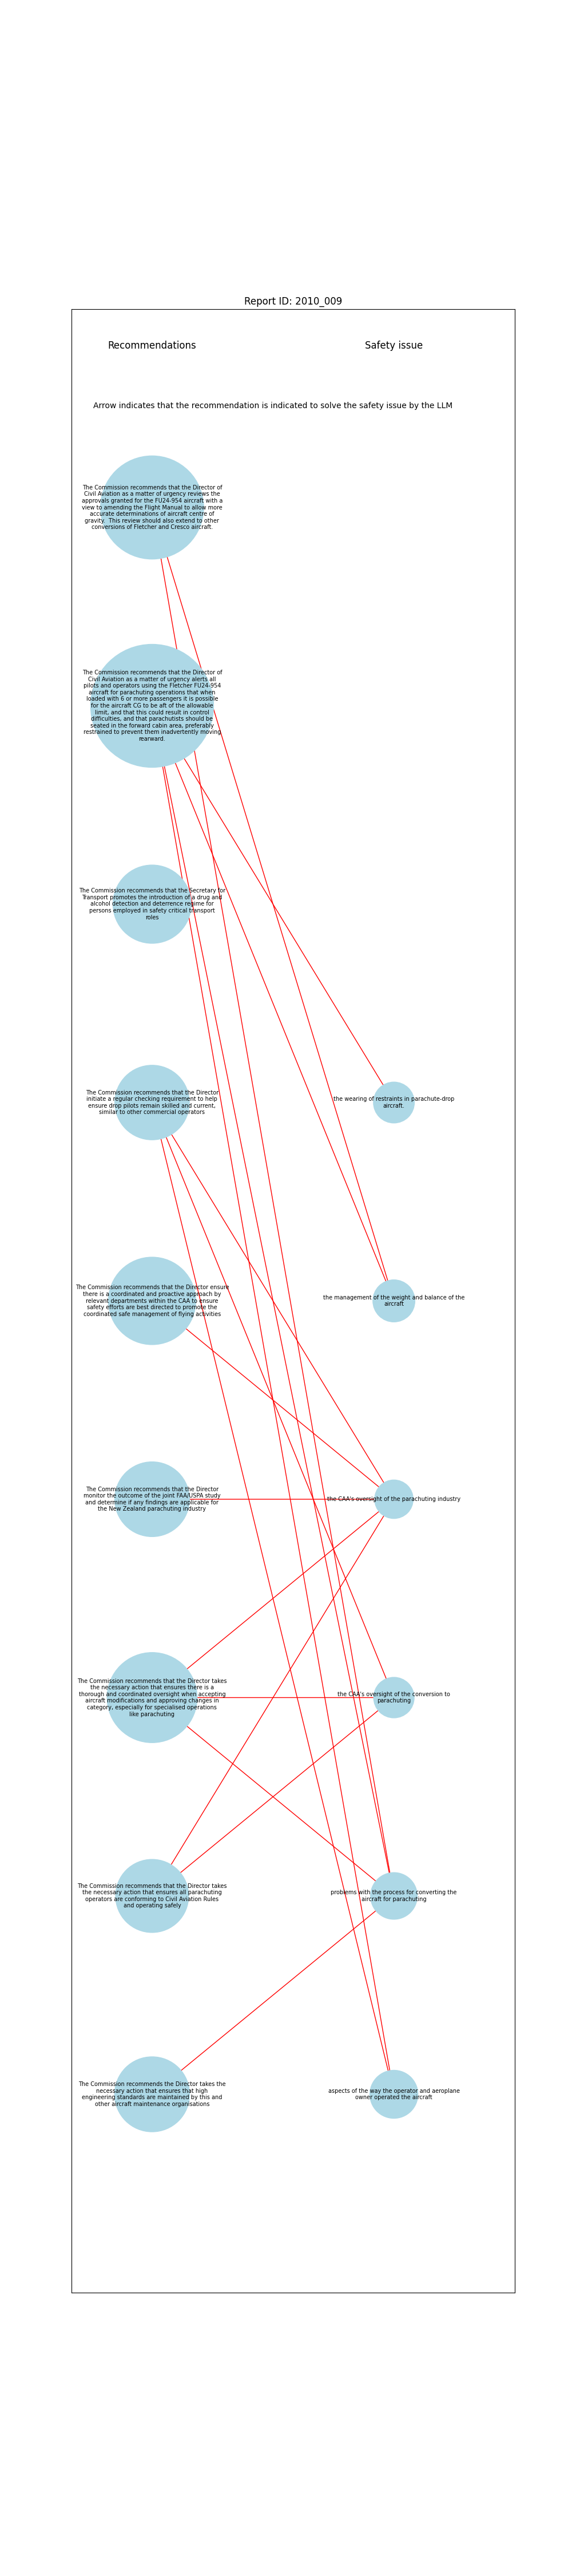 Report ID: 2010_009
Recommendations
Safety issue
Arrow indicates that the recommendation is indicated to solve the safety issue by the LLM
The Commission recommends that the Director of
Civil Aviation as a matter of urgency reviews the
approvals granted for the FU24-954 aircraft with a
view to amending the Flight Manual to allow more
accurate determinations of aircraft centre of
gravity. This review should also extend to other
conversions of Fletcher and Cresco aircraft.
The Commission recommends that the Director of
Civil Aviation as a matter of urgency alerts all
pilots and operators using the Fletcher FU24-954
aircraft for parachuting operations that when
loaded with 6 or more passengers it is possible
for the aircraft CG to be aft of the allowable
limit, and that this could result in control
difficulties, and that parachutists should be
seated in the forward cabin area, preferably
restrained to prevent them inadvertently moving
rearward.
The Commission recommends that the Secretary for
Transport promotes the introduction of a drug and
alcohol detection and deterrence regime for
persons employed in safety critical transport
roles
The Commission recommends that the Director
initiate a regular checking requirement to help
ensure drop pilots remain skilled and current,
similar to other commercial operators
the wearing of restraints in parachute-drop
aircraft.
The Commission recommends that the Director ensure
there is a coordinated and proactive approach by
relevant departments within the CAA to ensure
safety efforts are best directed to promote the
coordinated safe management of flying activities
the management of the weight and balance of the
aircraft
The Commission recommends that the Director
monitor the outcome of the joint FAA/USPA study
and determine if any findings are applicable for
the New Zealand parachuting industry
the CAA's oversight of the parachuting industry
The Commission recommends that the Director takes
the necessary action that ensures there is a
thorough and coordinated oversight when accepting
aircraft modifications and approving changes in
category, especially for specialised operations
like parachuting
the CAA's oversight of the conversion to
parachuting
The Commission recommends that the Director takes
the necessary action that ensures all parachuting
operators are conforming to Civil Aviation Rules
and operating safely
problems with the process for converting the
aircraft for parachuting
The Commission recommends the Director takes the
necessary action that ensures that high
engineering standards are maintained by this and
other aircraft maintenance organisations
aspects of the way the operator and aeroplane
owner operated the aircraft